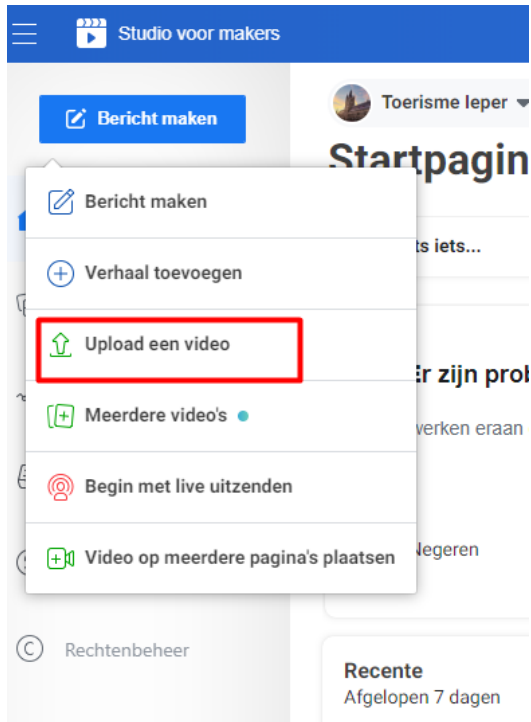 Studio voor makers
Bericht maken
Toerisme Ieper
Startpagin
Bericht maken
ts iets...
Verhaal toevoegen
Upload een video
Er zijn prob
Meerdere video's
werken eraan
Begin met live uitzenden
Video op meerdere pagina's plaatsen
Negeren
Rechtenbeheer
Recente
Afgelopen 7 dagen